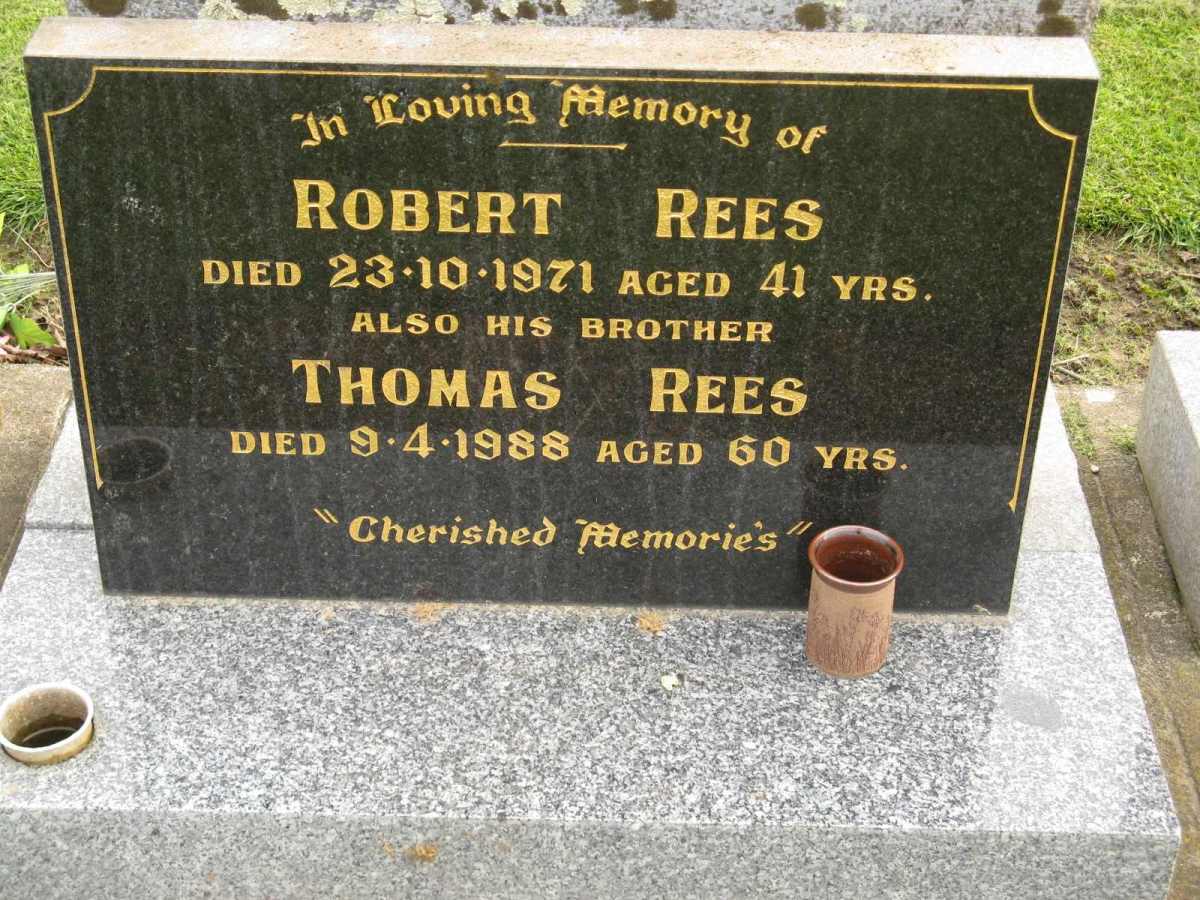 In Loving Memory of
ROBERT REES
DIED 23·10·1971 AGED 41 YRS.
ALSO HIS BROTHER
THOMAS REES
DIED 9·4·1988 AGED 60 YRS.
"Cherished Memorie's"